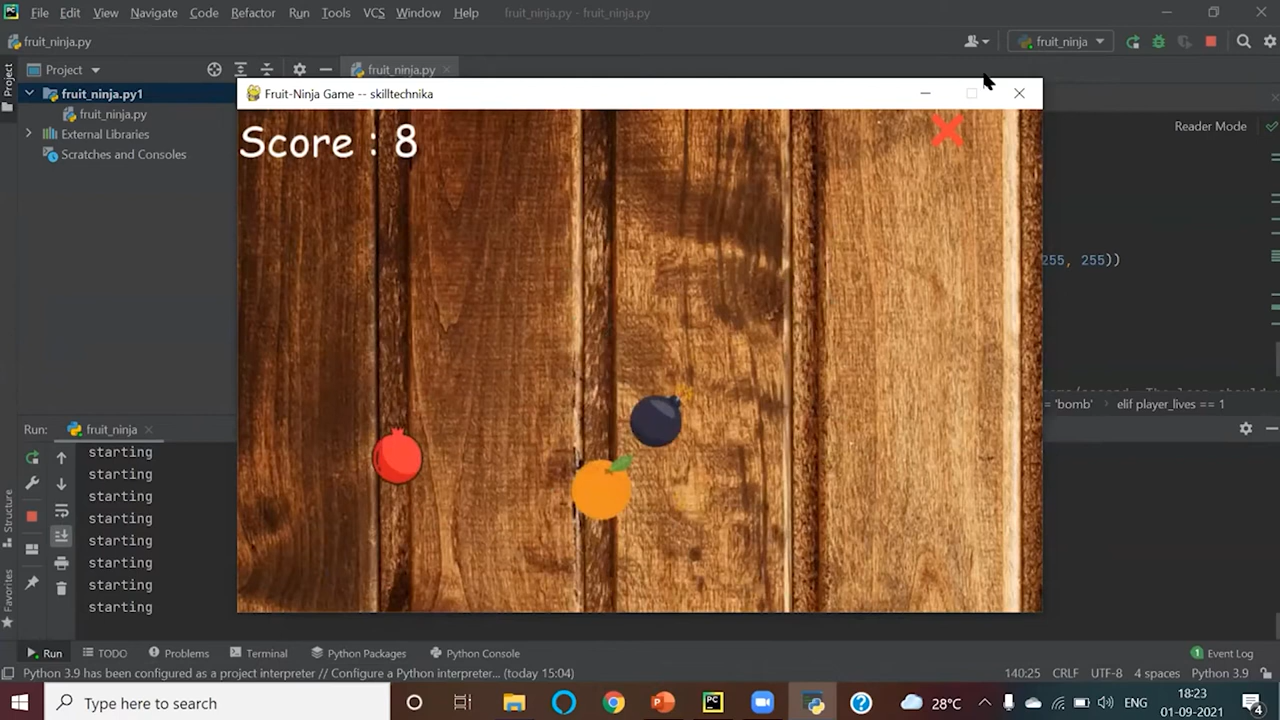 File Edit View Navigate Code Refactor Run Tools VCS Window Help fruit_ninja.py - fruit_ninja.py
fruit_ninja.py
fruit_ninja
Project
fruit_ninja.py
Project
fruit_ninja.py1
fruit_ninja.py
External Libraries
Scratches and Consoles
Fruit-Ninja Game -- skilltechnika
Score : 8
Reader Mode
255, 255))
= 'bomb' › elif player_lives == 1
Run: fruit_ninja
starting
starting
starting
starting
starting
starting
starting
starting
Structure
Favorites
Run TODO Problems Terminal Python Packages Python Console 1 Event Log
Python 3.9 has been configured as a project interpreter // Configure a Python interpreter... (today 15:04) 140:25 CRLF UTF-8 4 spaces Python 3.9
Type here to search
28°C
ENG
18:23
01-09-2021
4